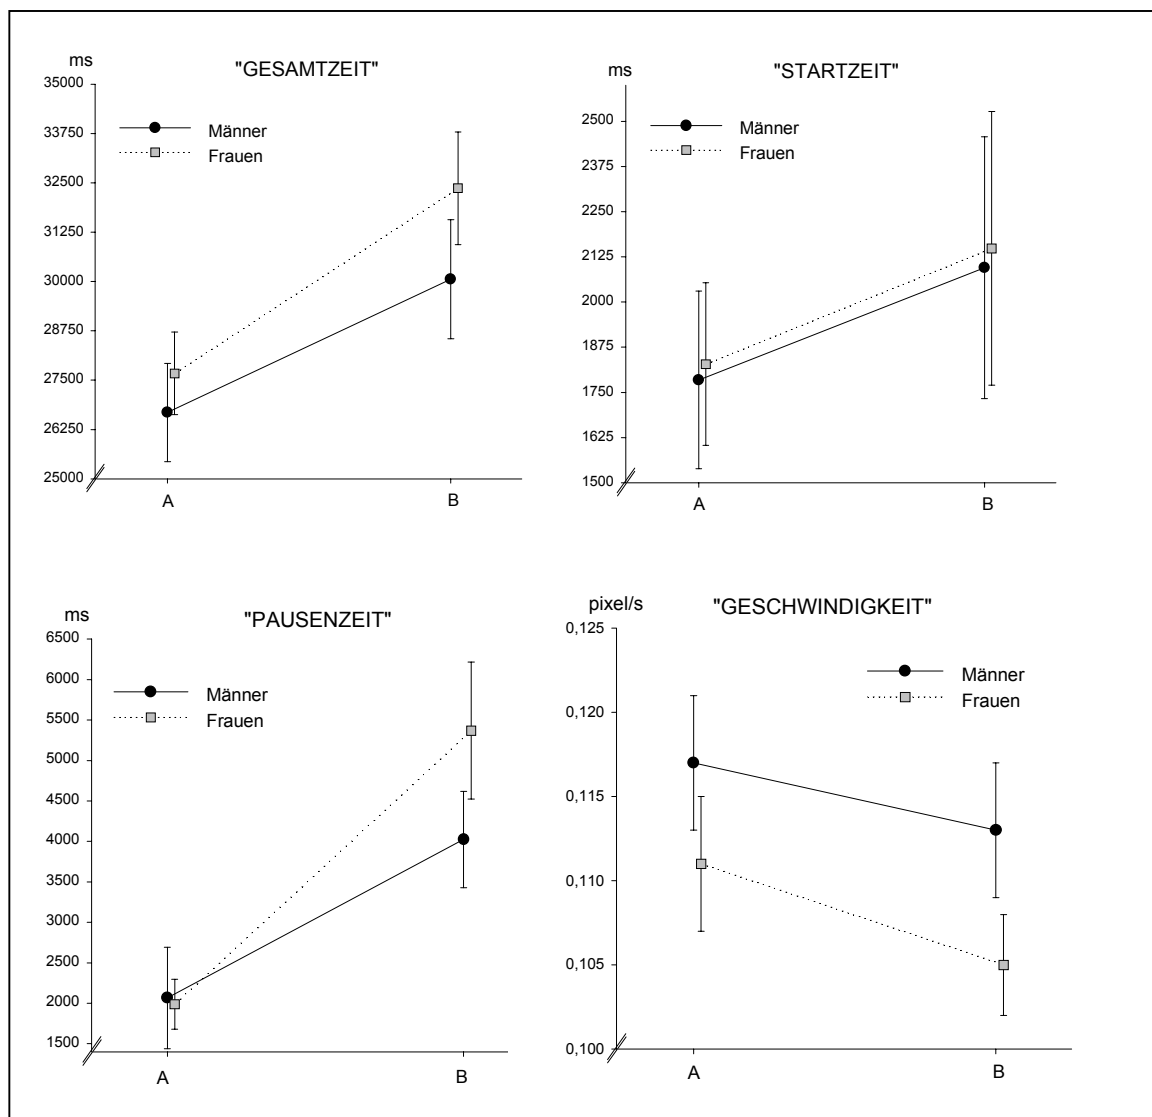 ms
"GESAMTZEIT"
35000
33750
32500
31250
30000
28750
27500
26250
25000
Männer
Frauen
A
B
ms
"STARTZEIT"
2500
2375
2250
2125
2000
1875
1750
1625
1500
Männer
Frauen
A
B
ms
"PAUSENZEIT"
6500
6000
5500
5000
4500
4000
3500
3000
2500
2000
1500
Männer
Frauen
A
B
pixel/s
"GESCHWINDIGKEIT"
0,125
0,120
0,115
0,110
0,105
0,100
Männer
Frauen
A
B